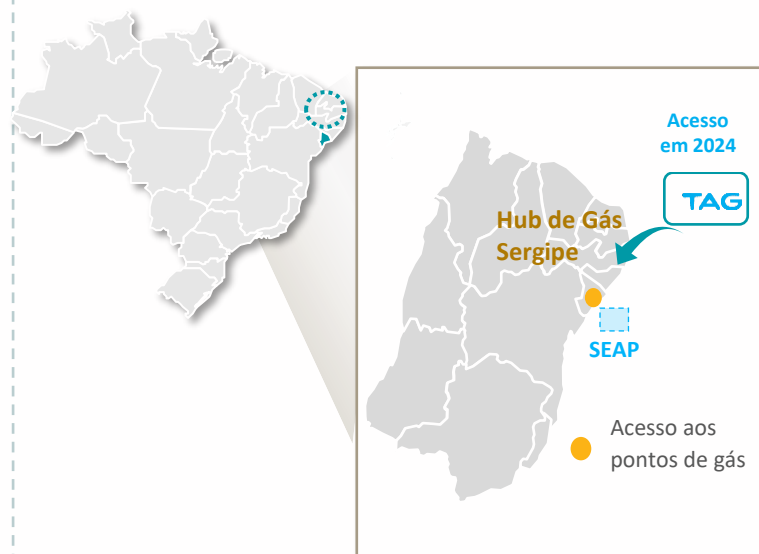 Acesso
em 2024
TAG
Hub de Gás
Sergipe
SEAP
Acesso aos
pontos de gás